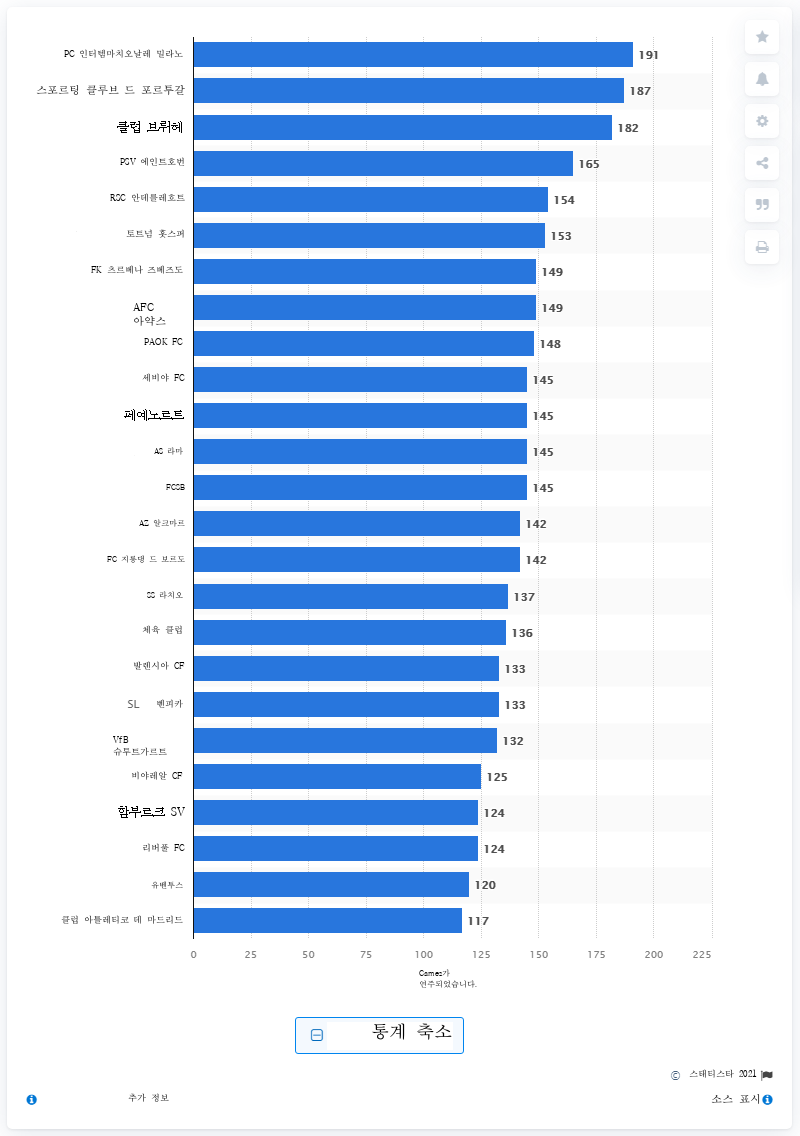 PC 인터템마치오날레 밀라노 191
스포르팅 클루브 드 포르투갈 187
클럽 브뤼헤 182
PSV 에인트호번 165
RSC 안데를레흐트 154
토트넘 홋스퍼 153
FK 츠르베나 즈베즈도 149
AFC
아약스 149
PAOK FC 148
세비야 FC 145
페예노르트 145
AS 라마 145
FCSB 145
AZ 알크마르 142
FC 지롱댕 드 보르도 142
SS 라치오 137
체육 클럽 136
발렌시아 CF 133
SL 벤피카 133
VfB
슈투트가르트 132
비야레알 CF 125
함부르크 SV 124
리버풀 FC 124
유벤투스 120
클럽 아틀레티코 데 마드리드 117
0 25 50 75 100 125 150 175 200 225
Games가
연주되었습니다.
통계 축소
© 스태티스타 2021
추가 정보 소스 표시